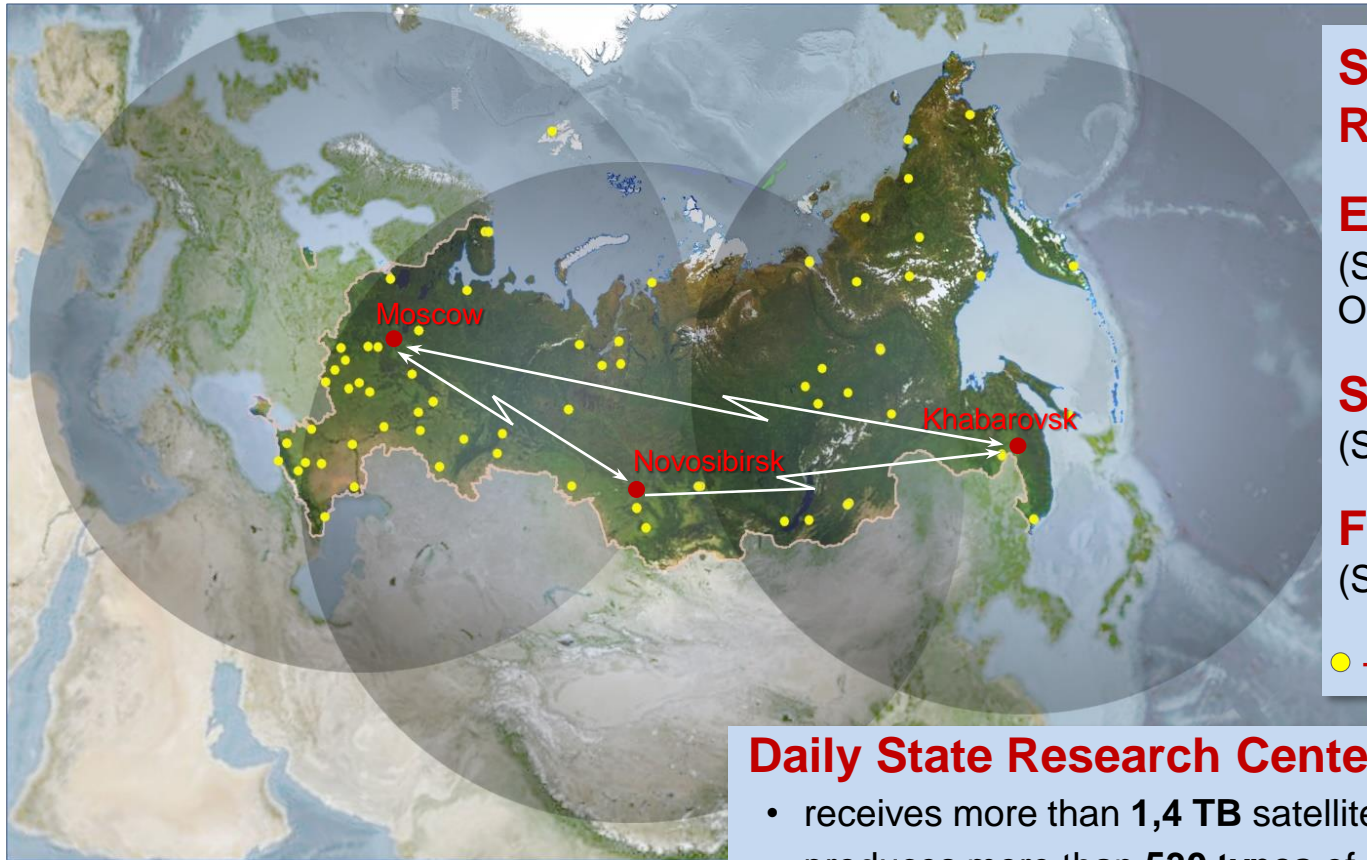 Moscow
Khabarovsk
Novosibirsk
S
R
E
(S
O
S
(S
F
(S
Daily State Research Cente
• receives more than 1,4 TB satellite